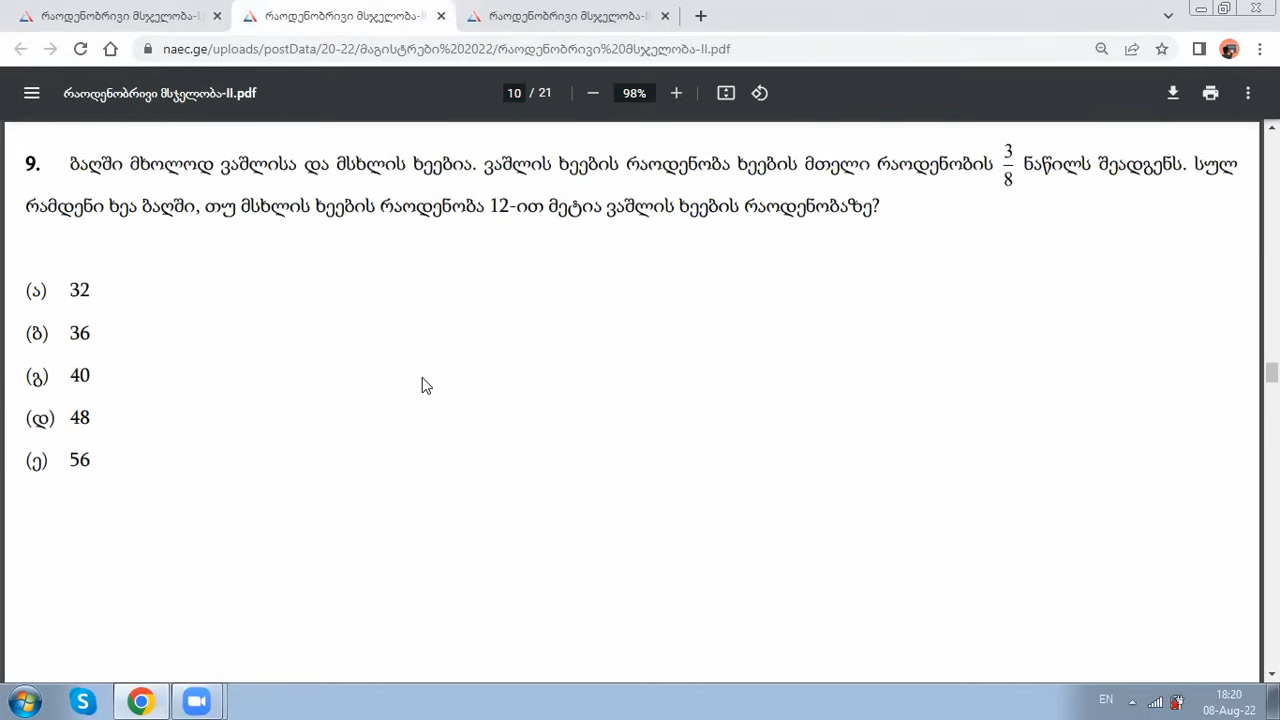 რაოდენობრივი მსჯელობა-I.
რაოდენობრივი მსჯელობა-II
რაოდენობრივი მსჯელობა-
naec.ge/uploads/postData/20-22/მაგისტრები%202022/რაოდენობრივი%20მსჯელობა-II.pdf
რაოდენობრივი მსჯელობა-II.pdf
10 / 21
98%
9. ბაღში მხოლოდ ვაშლისა და მსხლის ხეებია. ვაშლის ხეების რაოდენობა ხეების მთელი რაოდენობის 3/8 ნაწილს შეადგენს. სულ
რამდენი ხეა ბაღში, თუ მსხლის ხეების რაოდენობა 12-ით მეტია ვაშლის ხეების რაოდენობაზე?
(ა) 32
(ბ) 36
(გ) 40
(დ) 48
(ე) 56
EN
18:20
08-Aug-22